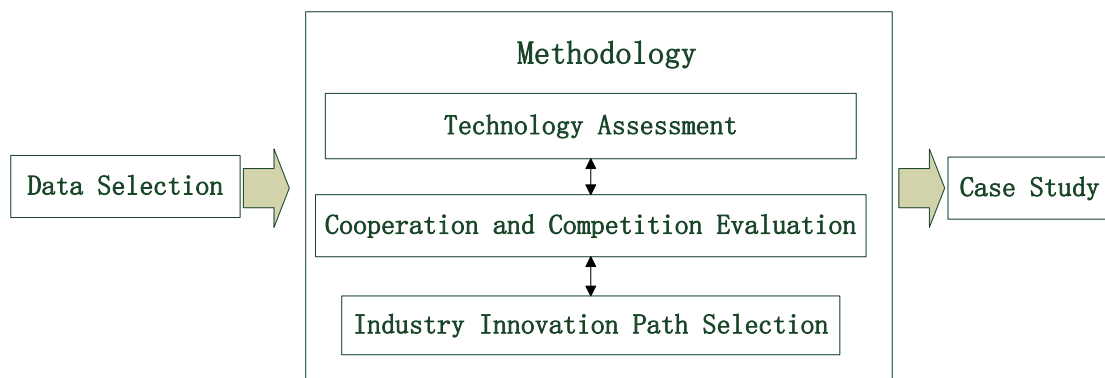 Data Selection
Methodology
Technology Assessment
Cooperation and Competition Evaluation
Industry Innovation Path Selection
Case Study